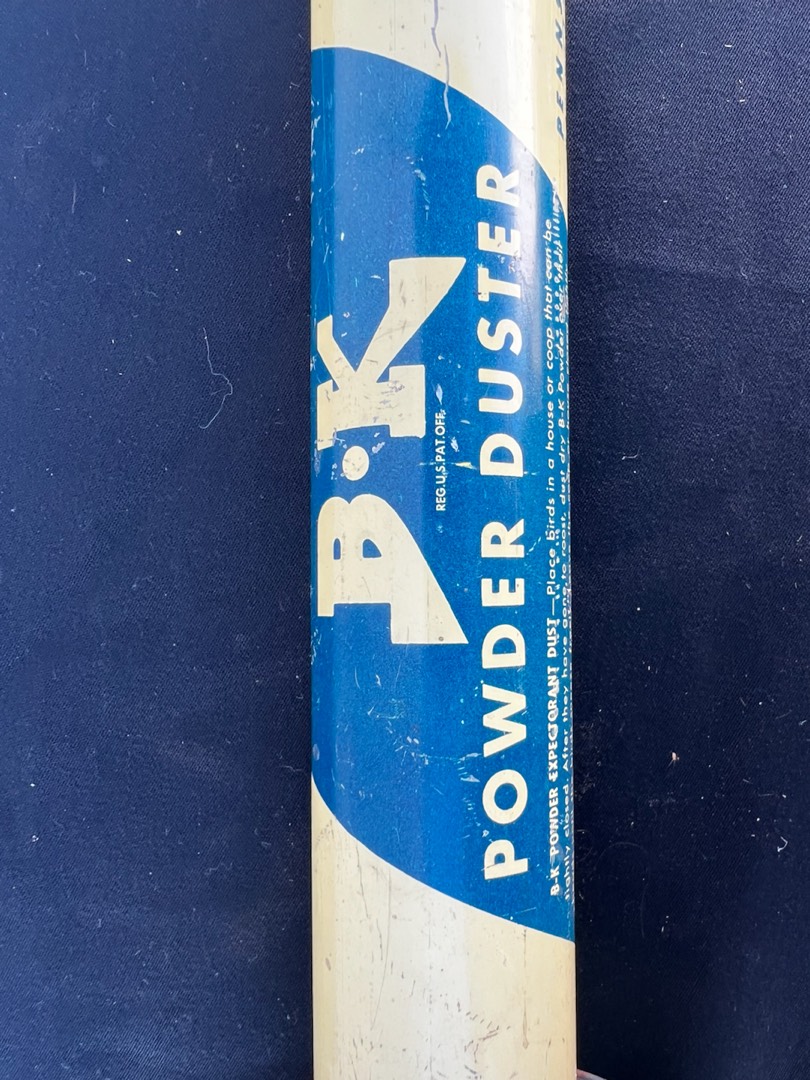 B·K
REG.U.S.PAT.OFF.
POWDER DUSTER
B-K POWDER EXPECTORANT DUST—Place birds in a house or coop that can be
tightly closed. After they have gone to roost, dust dry B-K Powder